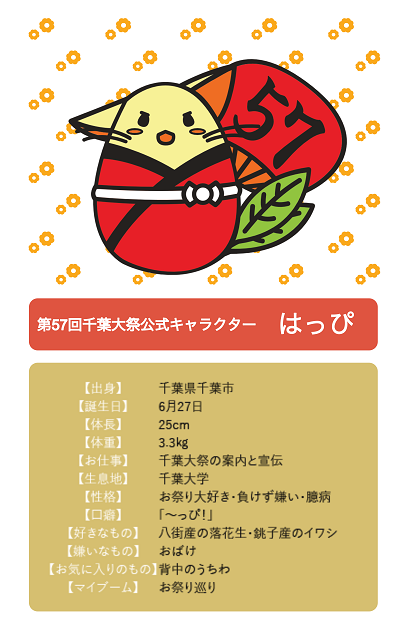 57
第57回千葉大祭公式キャラクター はっぴ
【出身】 千葉県千葉市
【誕生日】 6月27日
【体長】 25cm
【体重】 3.3kg
【お仕事】 千葉大祭の案内と宣伝
【生息地】 千葉大学
【性格】 お祭り大好き・負けず嫌い・臆病
【口癖】 「〜っぴ!」
【好きなもの】 八街産の落花生・銚子産のイワシ
【嫌いなもの】 おばけ
【お気に入りのもの】背中のうちわ
【マイブーム】 お祭り巡り